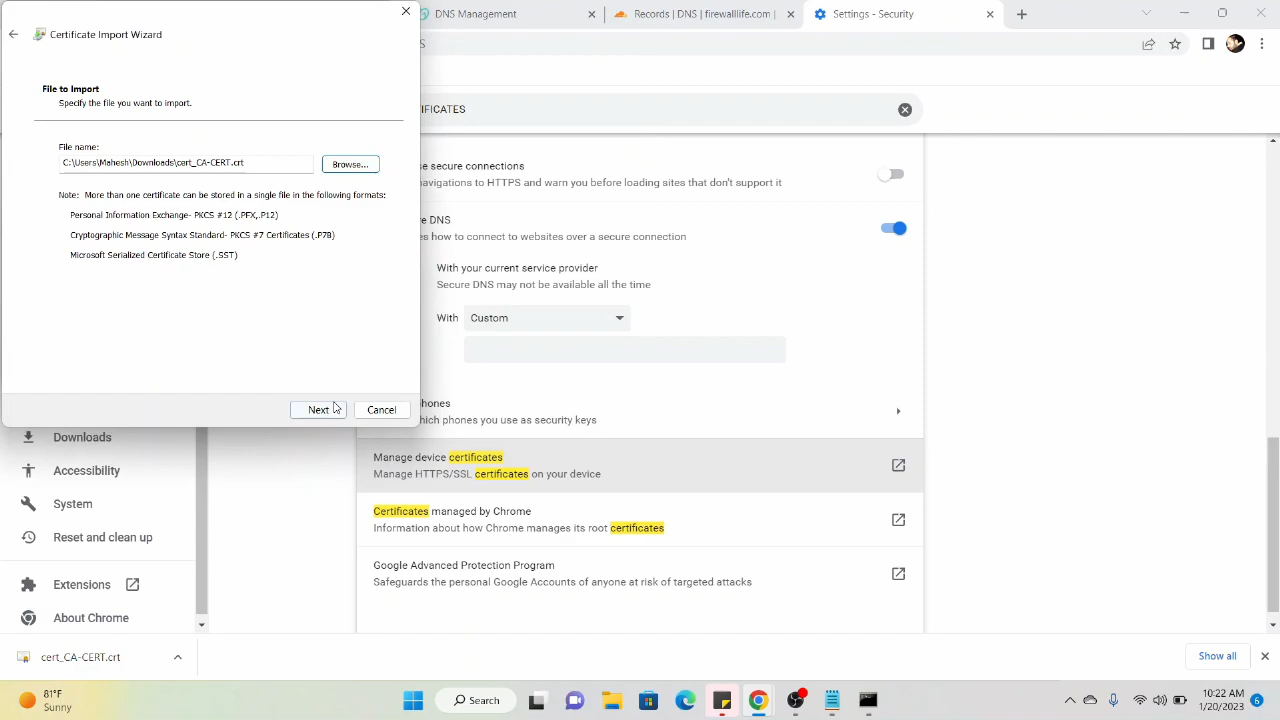 Certificate Import Wizard
File to Import
Specify the file you want to import.
File name:
C:\Users\Mahesh\Downloads\cert_CA-CERT.crt
Browse...
Note: More than one certificate can be stored in a single file in the following formats:
Personal Information Exchange- PKCS #12 (.PFX,.P12)
Cryptographic Message Syntax Standard- PKCS #7 Certificates (.P7B)
Microsoft Serialized Certificate Store (.SST)
Next
Cancel
DNS Management
Records | DNS | firewalllife.com |
Settings - Security
S
IFICATES
secure connections
navigations to HTTPS and warn you before loading sites that don't support it
DNS
es how to connect to websites over a secure connection
With your current service provider
Secure DNS may not be available all the time
With
Custom
phones
which phones you use as security keys
Manage device certificates
Manage HTTPS/SSL certificates on your device
Certificates managed by Chrome
Information about how Chrome manages its root certificates
Google Advanced Protection Program
Safeguards the personal Google Accounts of anyone at risk of targeted attacks
Downloads
Accessibility
System
Reset and clean up
Extensions
About Chrome
cert_CA-CERT.crt
Show all
81°F
Sunny
Search
10:22 AM
1/20/2023
6